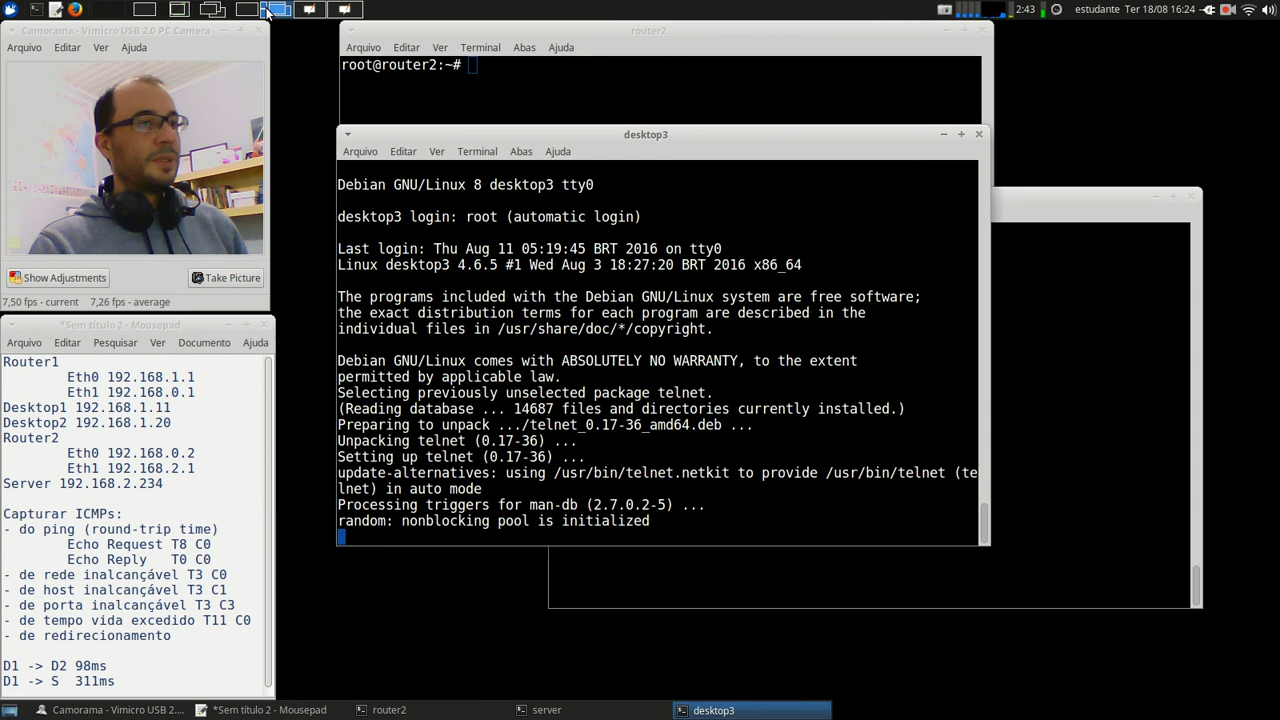 2:43
estudante
Ter 18/08 16:24
Camorama - Vimicro USB 2.0 PC Camera
Arquivo Editar Ver Ajuda
Show Adjustments
Take Picture
7,50 fps - current
7,26 fps - average
*Sem título 2 - Mousepad
Arquivo Editar Pesquisar Ver Documento Ajuda
Router1
Eth0 192.168.1.1
Eth1 192.168.0.1
Desktop1 192.168.1.11
Desktop2 192.168.1.20
Router2
Eth0 192.168.0.2
Eth1 192.168.2.1
Server 192.168.2.234
Capturar ICMPs:
- do ping (round-trip time)
Echo Request T8 C0
Echo Reply T0 C0
- de rede inalcançável T3 C0
- de host inalcançável T3 C1
- de porta inalcançável T3 C3
- de tempo vida excedido T11 C0
- de redirecionamento
D1 -> D2 98ms
D1 -> S 311ms
router2
Arquivo Editar Ver Terminal Abas Ajuda
root@router2:~#
desktop3
Arquivo Editar Ver Terminal Abas Ajuda
Debian GNU/Linux 8 desktop3 tty0
desktop3 login: root (automatic login)
Last login: Thu Aug 11 05:19:45 BRT 2016 on tty0
Linux desktop3 4.6.5 #1 Wed Aug 3 18:27:20 BRT 2016 x86_64
The programs included with the Debian GNU/Linux system are free software;
the exact distribution terms for each program are described in the
individual files in /usr/share/doc/*/copyright.
Debian GNU/Linux comes with ABSOLUTELY NO WARRANTY, to the extent
permitted by applicable law.
Selecting previously unselected package telnet.
(Reading database ... 14687 files and directories currently installed.)
Preparing to unpack .../telnet_0.17-36_amd64.deb ...
Unpacking telnet (0.17-36) ...
Setting up telnet (0.17-36) ...
update-alternatives: using /usr/bin/telnet.netkit to provide /usr/bin/telnet (te
lnet) in auto mode
Processing triggers for man-db (2.7.0.2-5) ...
random: nonblocking pool is initialized
Camorama - Vimicro USB 2....
*Sem título 2 - Mousepad
router2
server
desktop3